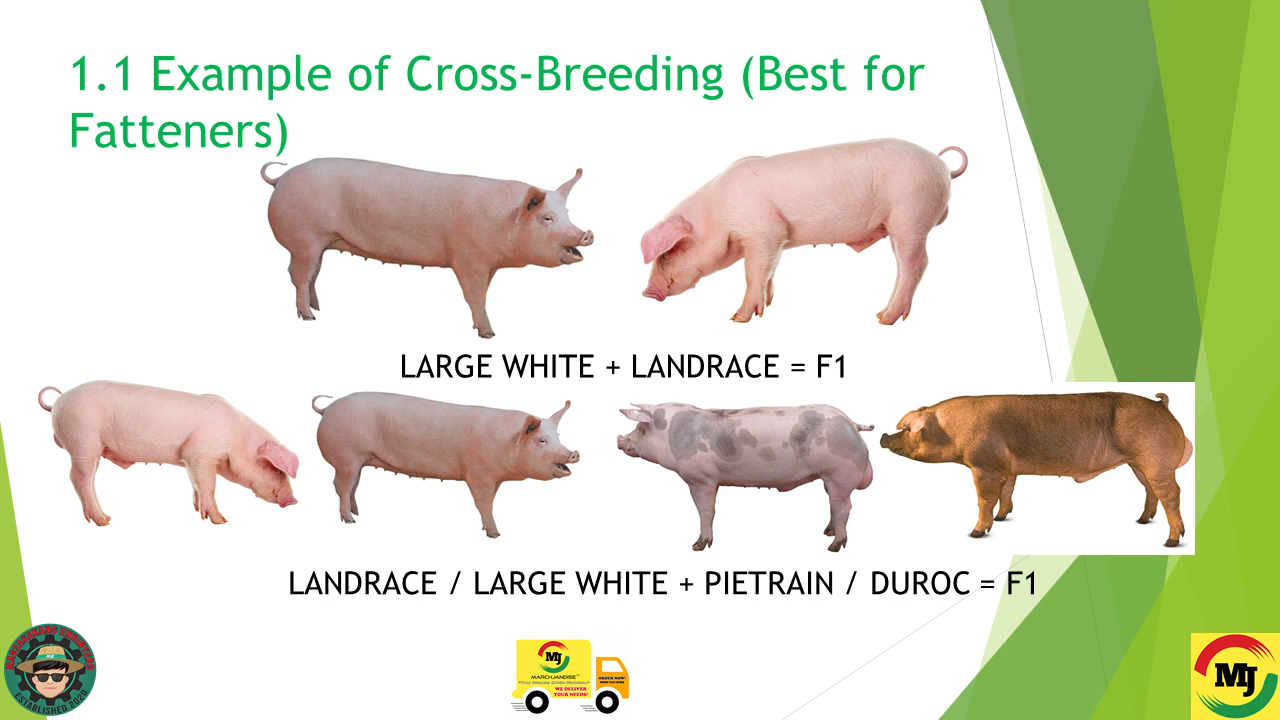 1.1 Example of Cross-Breeding (Best for
Fatteners)
LARGE WHITE + LANDRACE = F1
LANDRACE / LARGE WHITE + PIETRAIN / DUROC = F1
ESTABLISHED 2020
MJ
MARCHJANDISE
WE DELIVER
YOUR NEEDS!
ORDER NOW!
MJ